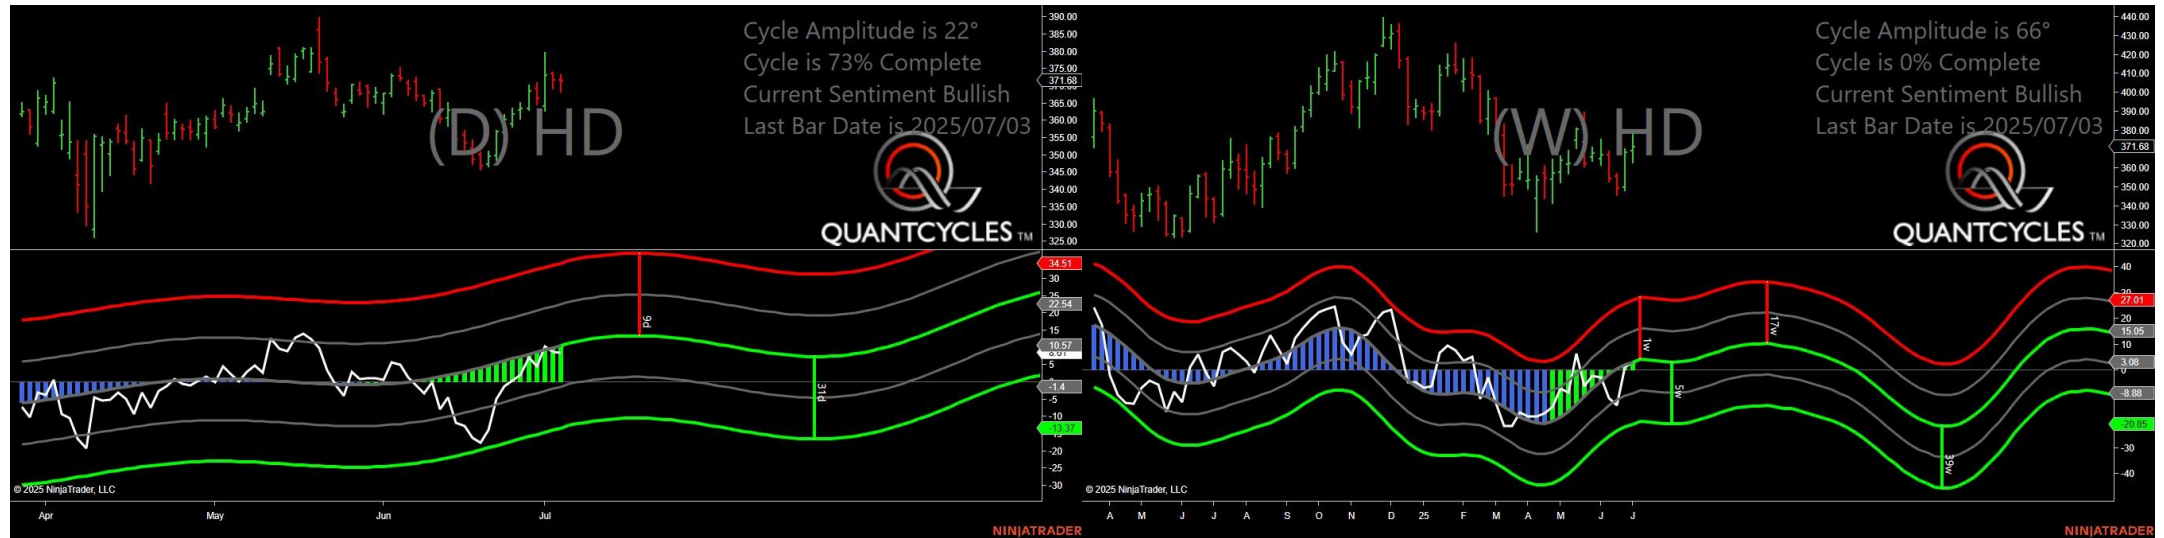 Cycle Amplitude is 22°
Cycle is 73% Complete
Current Sentiment Bullish
Last Bar Date is 2025/07/03
(D) HD
QUANTCYCLES TM
390.00
385.00
380.00
375.00
371.68
365.00
360.00
355.00
350.00
345.00
340.00
335.00
330.00
325.00
34.51
30
22.54
20
15
10.57
5
-1.4
-5
-10
-13.37
-20
-25
-30
9d
31d
© 2025 NinjaTrader, LLC
Apr May Jun Jul
NINJATRADER
Cycle Amplitude is 66°
Cycle is 0% Complete
Current Sentiment Bullish
Last Bar Date is 2025/07/03
(W) HD
QUANTCYCLES TM
440.00
430.00
420.00
410.00
400.00
390.00
380.00
371.68
360.00
350.00
340.00
330.00
320.00
40
27.01
20
15.05
10
3.08
-8.88
-20.85
-30
-40
1w
5w
17w
39w
© 2025 NinjaTrader, LLC
A M J J A S O N D 25 F M A M J J
NINJATRADER